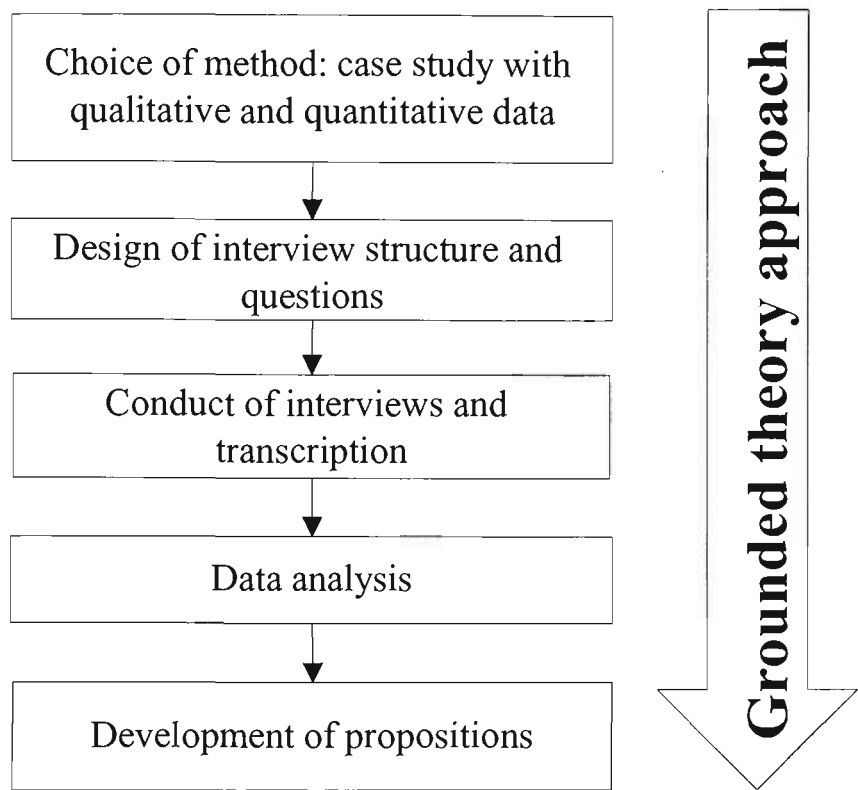 Choice of method: case study with
qualitative and quantitative data
Design of interview structure and
questions
Conduct of interviews and
transcription
Data analysis
Development of propositions
Grounded theory approach